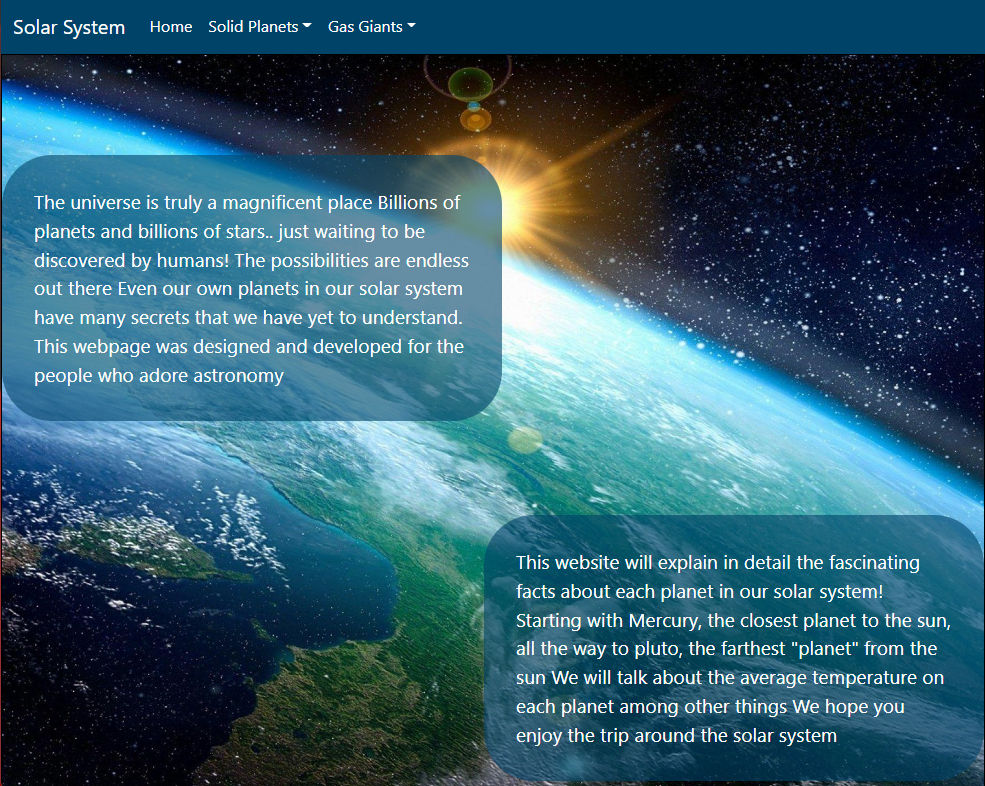 Solar System Home Solid Planets Gas Giants
The universe is truly a magnificent place Billions of
planets and billions of stars.. just waiting to be
discovered by humans! The possibilities are endless
out there Even our own planets in our solar system
have many secrets that we have yet to understand.
This webpage was designed and developed for the
people who adore astronomy
This website will explain in detail the fascinating
facts about each planet in our solar system!
Starting with Mercury, the closest planet to the sun,
all the way to pluto, the farthest "planet" from the
sun We will talk about the average temperature on
each planet among other things We hope you
enjoy the trip around the solar system